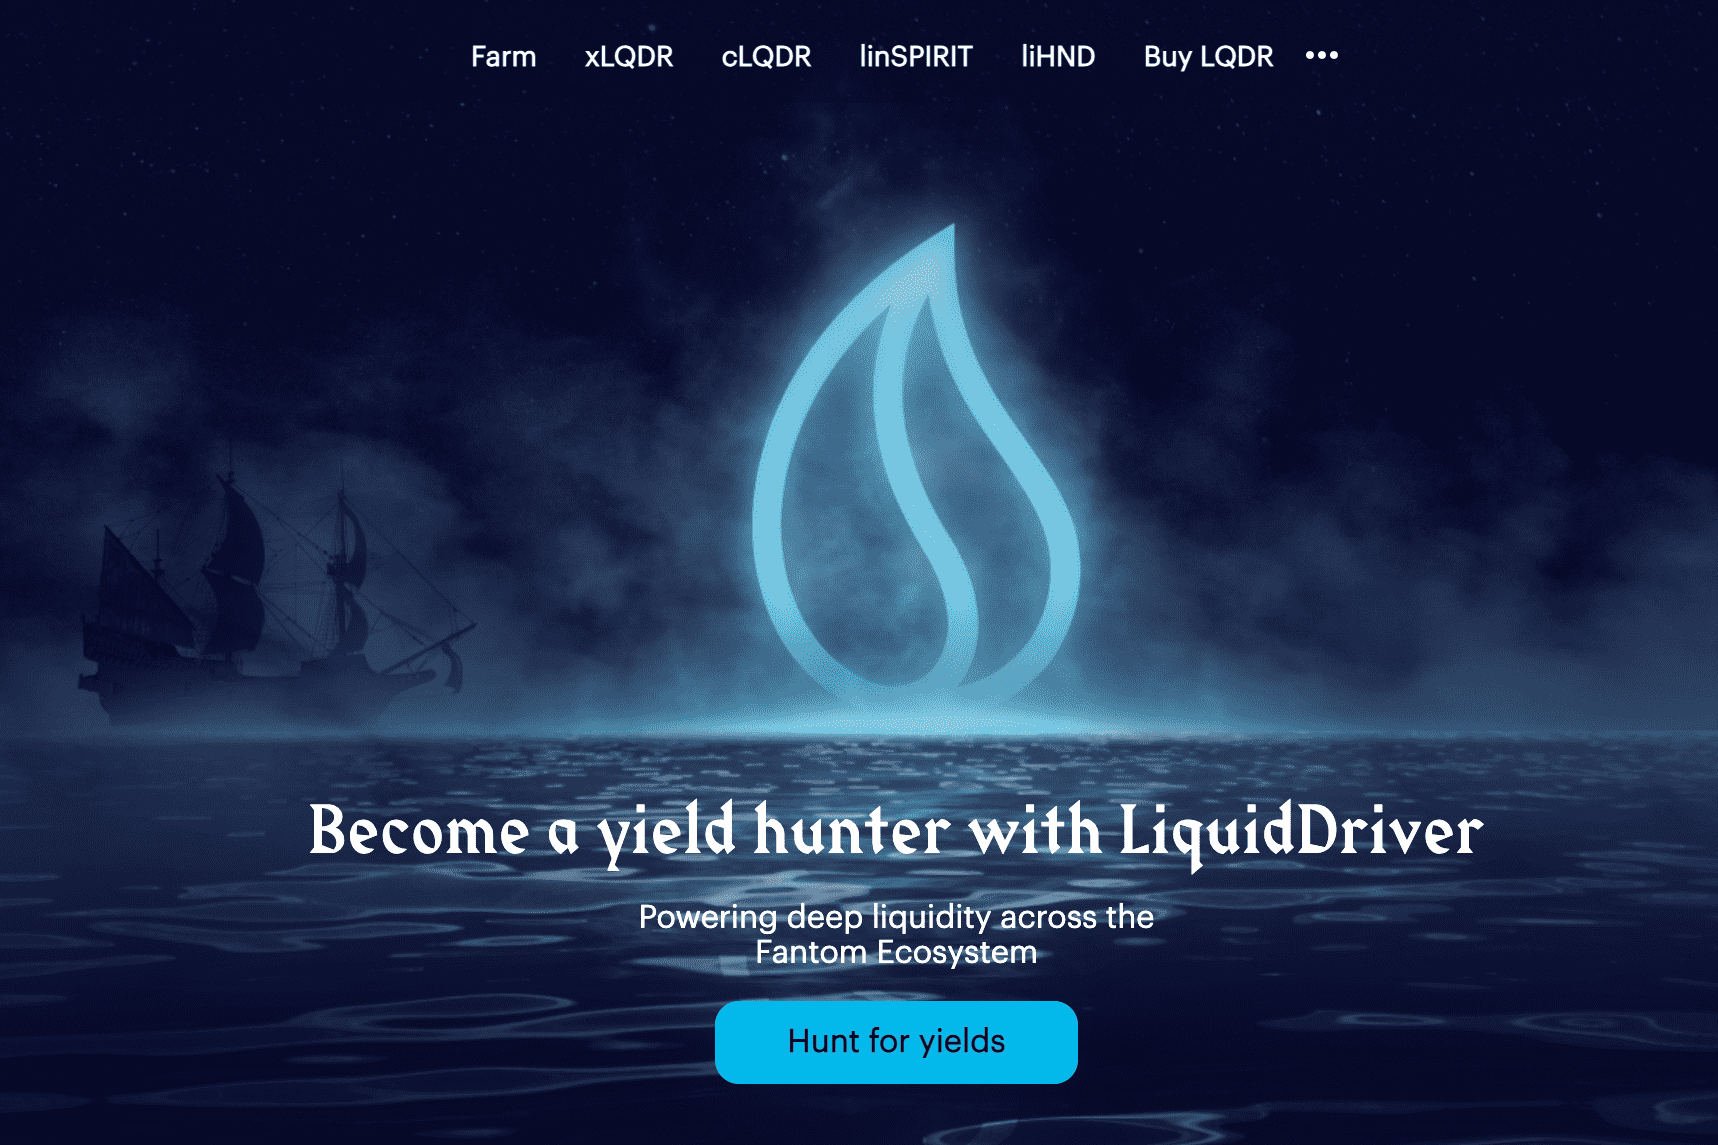 Farm xLQDR cLQDR linSPIRIT liHND Buy LQDR •••
Become a yield hunter with LiquidDriver
Powering deep liquidity across the
Fantom Ecosystem
Hunt for yields